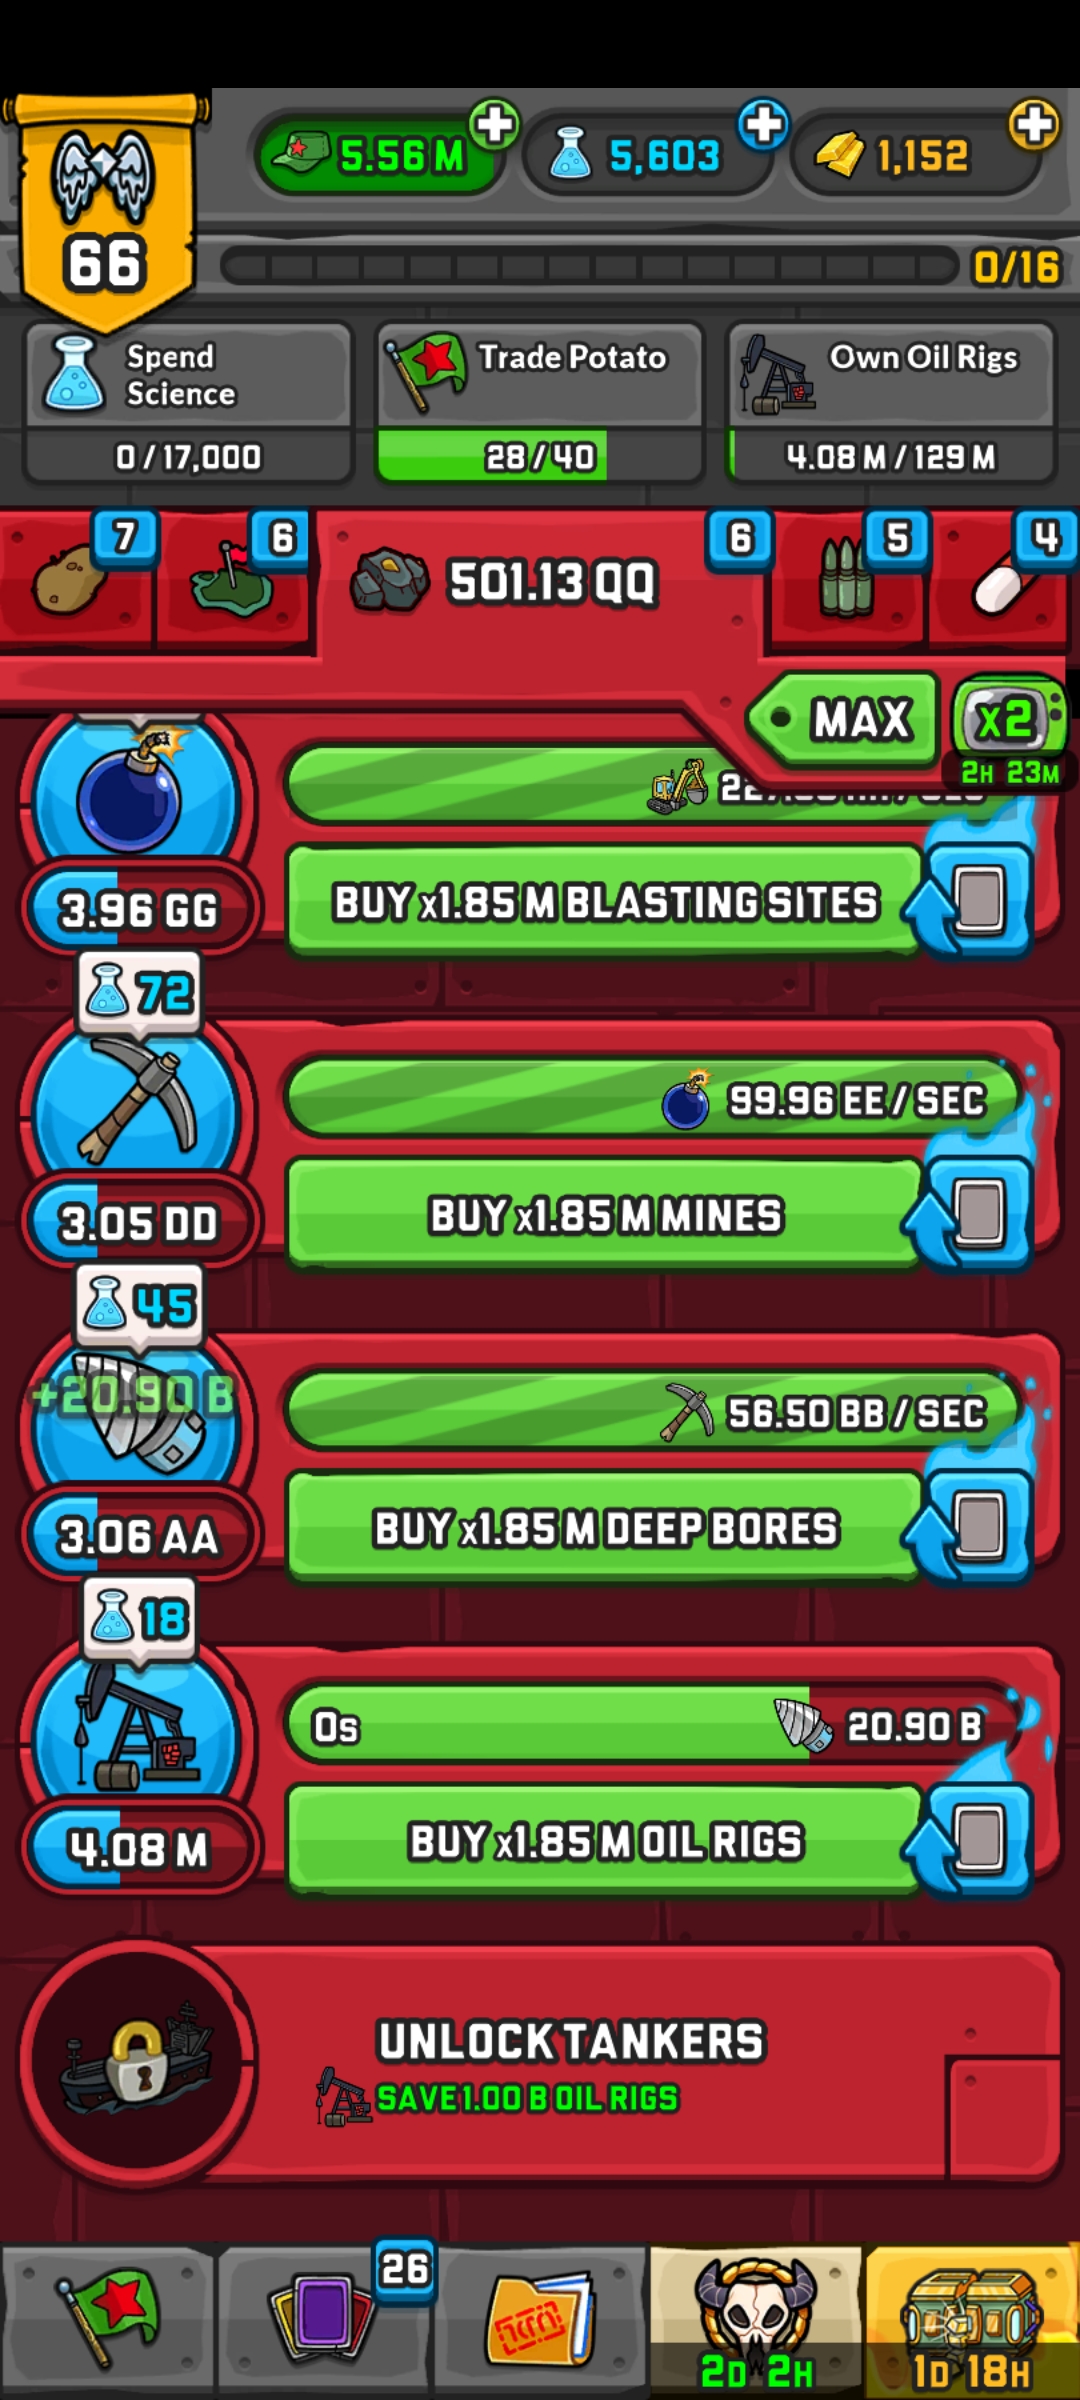 5.56 M
5,603
1,152
66
0/16
Spend
Science
0 / 17,000
Trade Potato
28 / 40
Own Oil Rigs
4.08 M / 129 M
7
6
501.13 QQ
6
5
4
MAX
X2
2H 23M
3.96 GG
BUY x1.85 M BLASTING SITES
72
99.96 EE / SEC
3.05 DD
BUY x1.85 M MINES
45
+20.90 B
56.50 BB / SEC
3.06 AA
BUY x1.85 M DEEP BORES
18
0s
20.90 B
4.08 M
BUY x1.85 M OIL RIGS
UNLOCK TANKERS
SAVE 1.00 B OIL RIGS
26
2D 2H
1D 18H